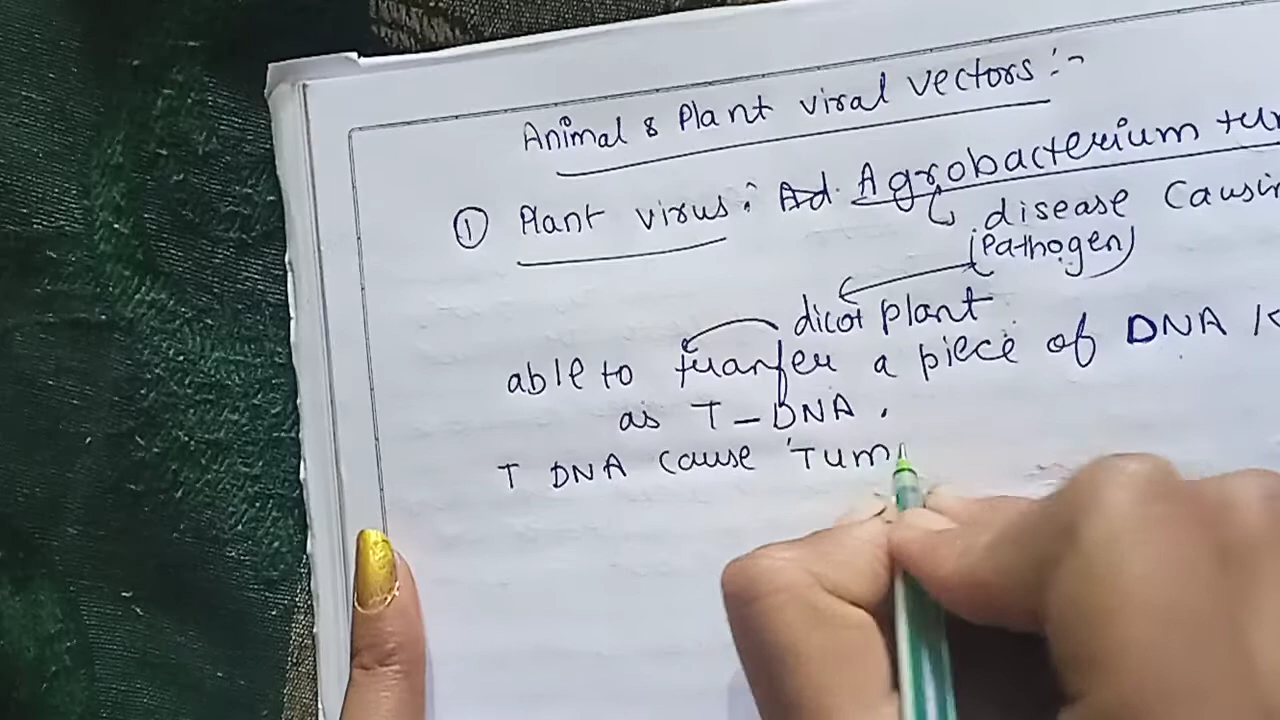 Animal & Plant viral vectors :-
① Plant virus : Ad Agrobacterium tu
disease Causin
(Pathogen)
dicot plant
able to tranfer a piece of DNA K
as T-DNA .
T DNA cause Tum